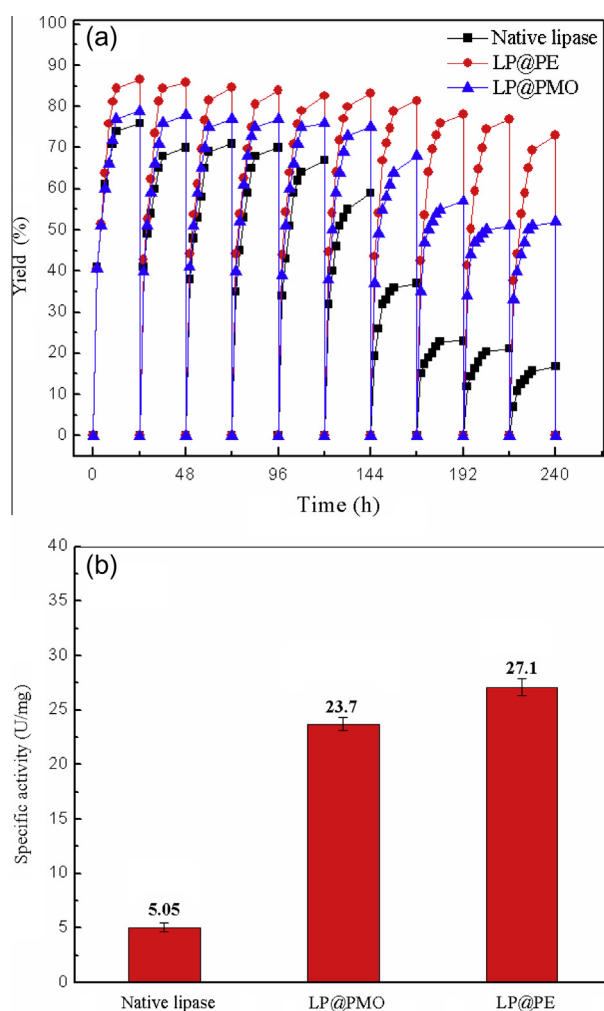 (a)
Native lipase
LP@PE
LP@PMO
100
90
80
70
60
50
40
30
20
10
0
Yield (%)
0 48 96 144 192 240
Time (h)
(b)
40
35
30
25
20
15
10
5
0
Specific activity (U/mg)
5.05
23.7
27.1
Native lipase LP@PMO LP@PE